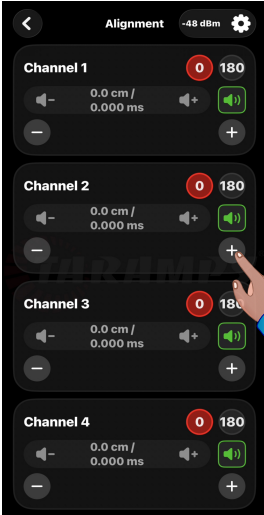 Alignment
-48 dBm
Channel 1
0 180
0.0 cm /
0.000 ms
− +
Channel 2
0 180
0.0 cm /
0.000 ms
− +
TARAMPS
Channel 3
0 180
0.0 cm /
0.000 ms
− +
Channel 4
0 180
0.0 cm /
0.000 ms
− +